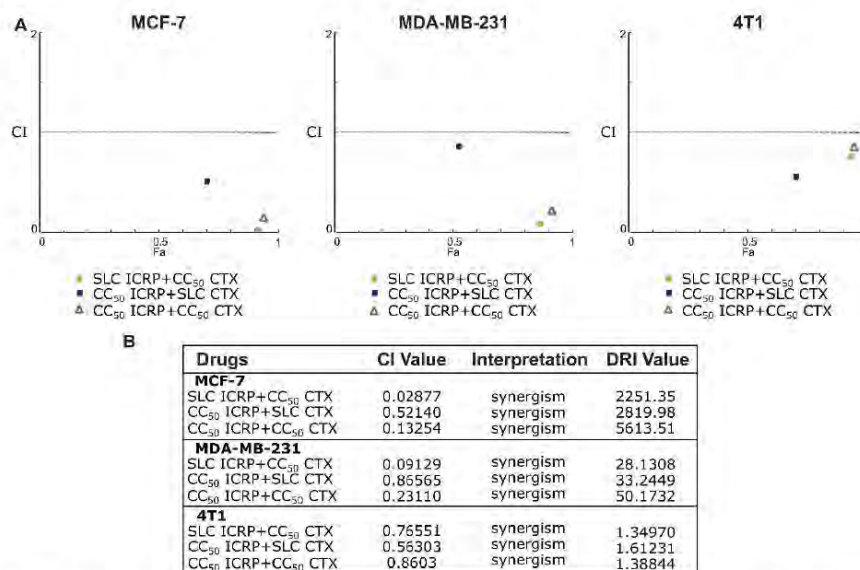 A
MCF-7
MDA-MB-231
4T1
2
2
2
CI
CI
CI
0
0
0
0 0.5 1
0 0.5 1
0 0.5
Fa
Fa
Fa
SLC ICRP+CC50 CTX
CC50 ICRP+SLC CTX
CC50 ICRP+CC50 CTX
SLC ICRP+CC50 CTX
CC50 ICRP+SLC CTX
CC50 ICRP+CC50 CTX
SLC ICRP+CC50 CTX
CC50 ICRP+SLC CTX
CC50 ICRP+CC50 CTX
B
Drugs CI Value Interpretation DRI Value
MCF-7
SLC ICRP+CC50 CTX 0.02877 synergism 2251.35
CC50 ICRP+SLC CTX 0.52140 synergism 2819.98
CC50 ICRP+CC50 CTX 0.13254 synergism 5613.51
MDA-MB-231
SLC ICRP+CC50 CTX 0.09129 synergism 28.1308
CC50 ICRP+SLC CTX 0.86565 synergism 33.2449
CC50 ICRP+CC50 CTX 0.23110 synergism 50.1732
4T1
SLC ICRP+CC50 CTX 0.76551 synergism 1.34970
CC50 ICRP+SLC CTX 0.56303 synergism 1.61231
CC50 ICRP+CC50 CTX 0.8603 synergism 1.38844